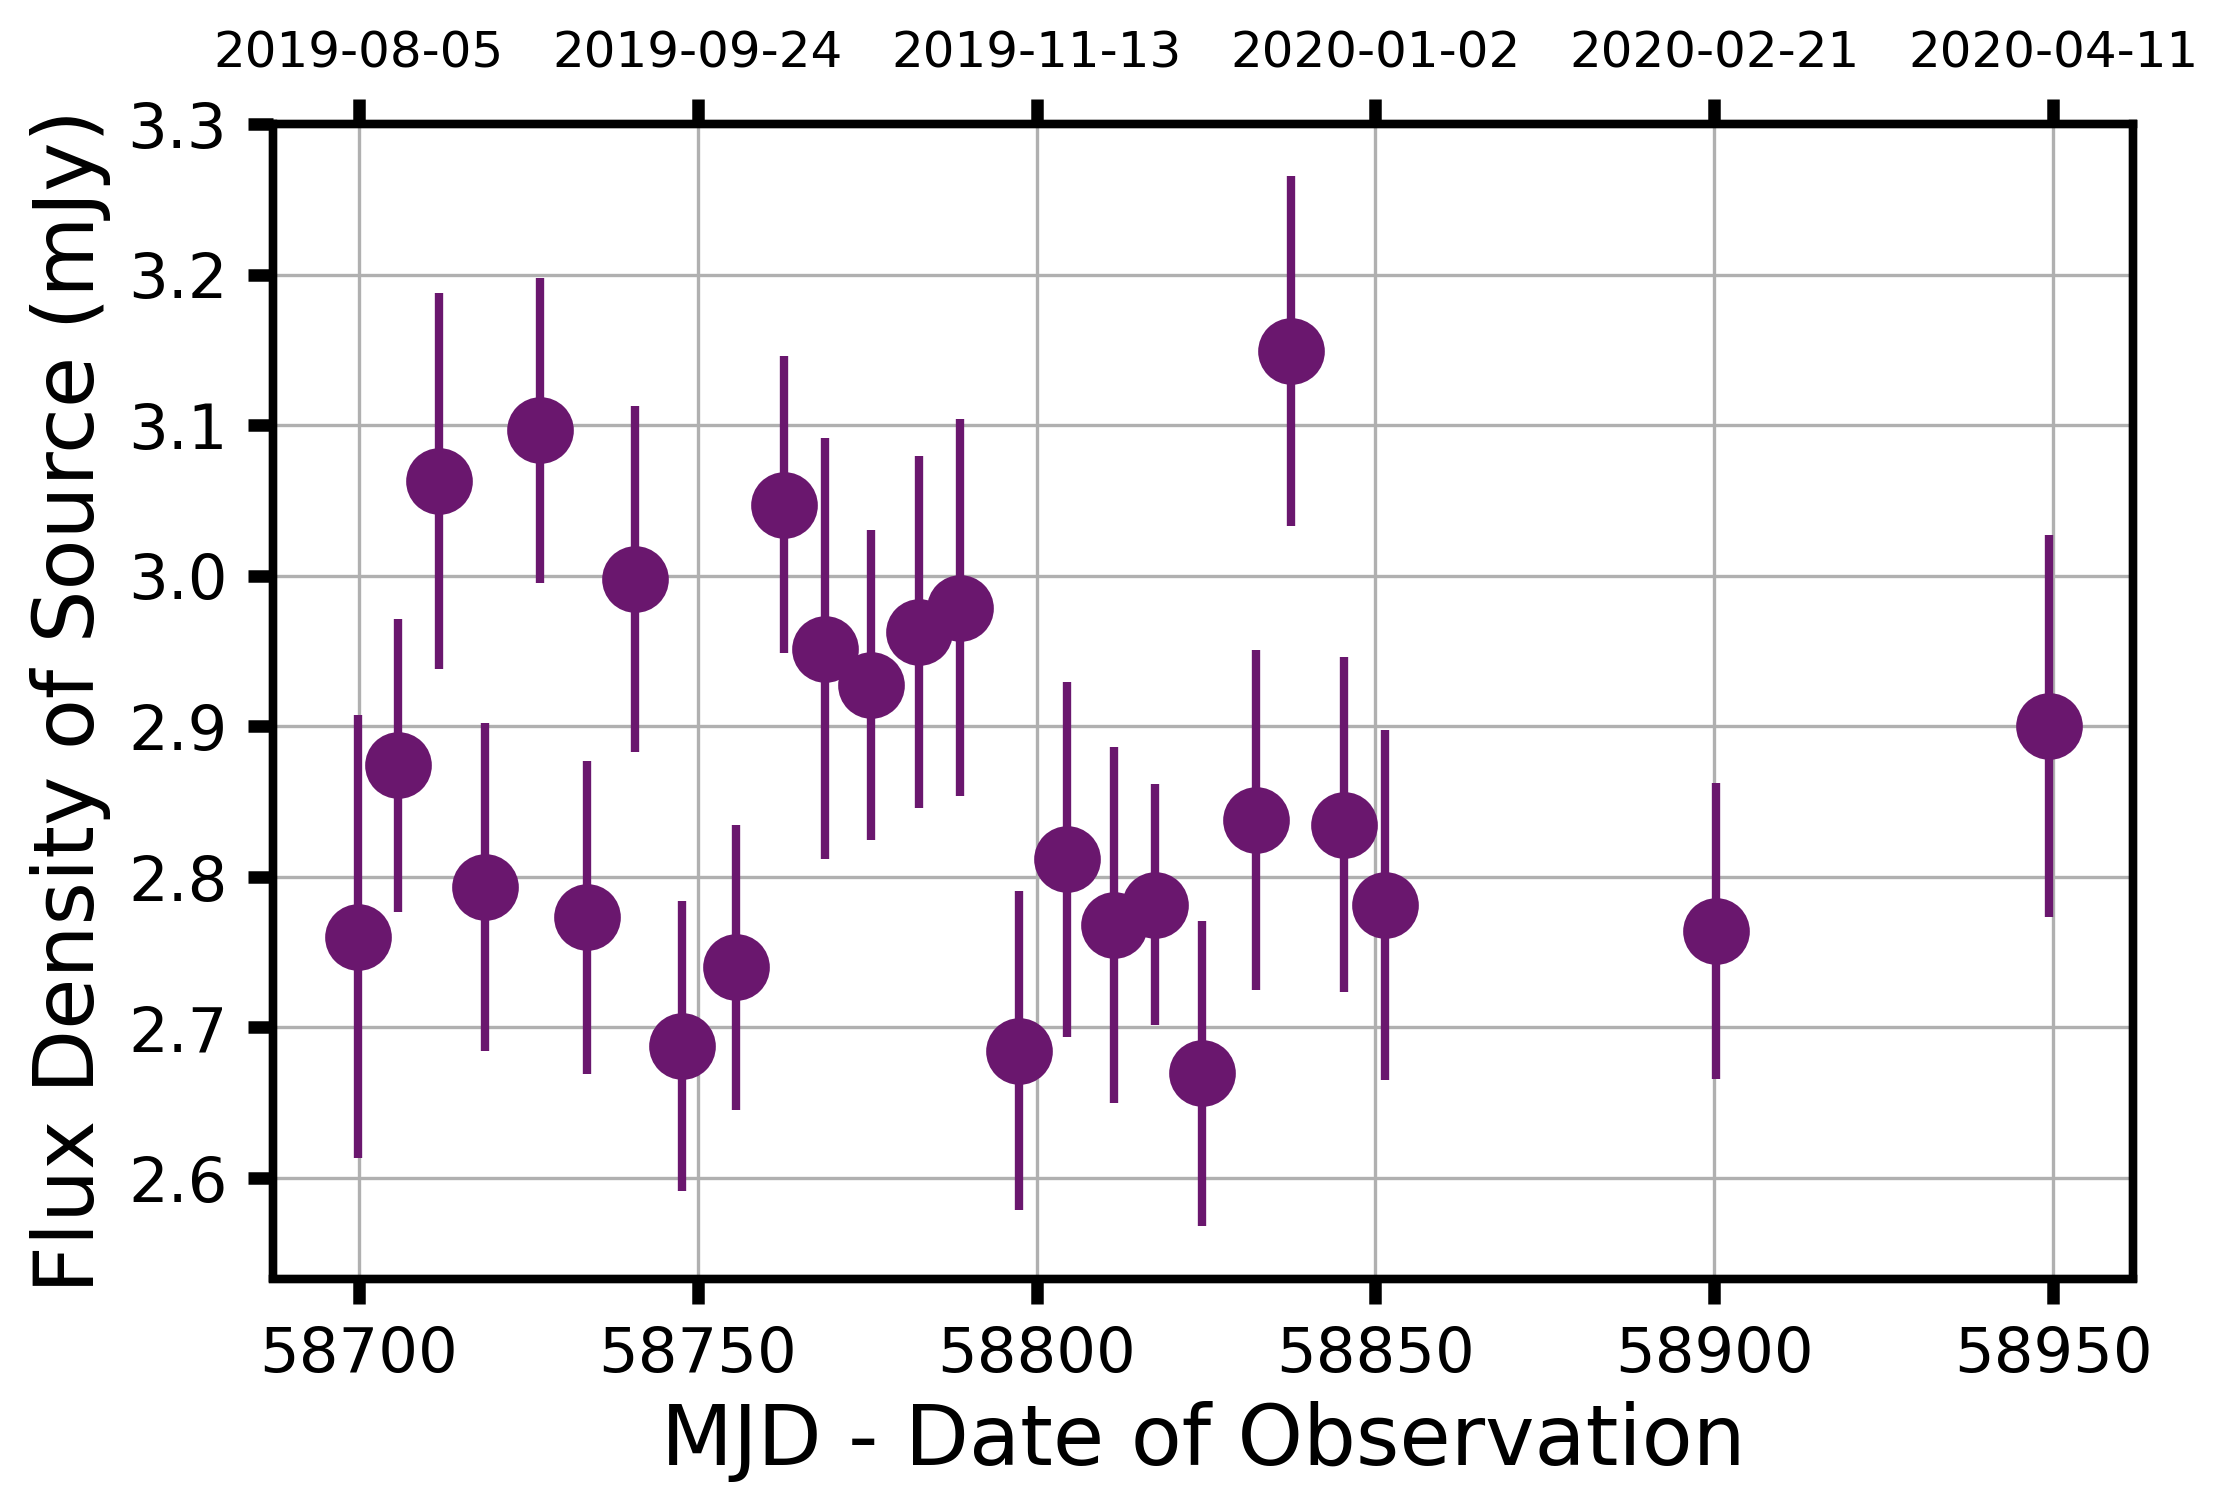 2019-08-05 2019-09-24 2019-11-13 2020-01-02 2020-02-21 2020-04-11
Flux Density of Source (mJy)
3.3
3.2
3.1
3.0
2.9
2.8
2.7
2.6
58700 58750 58800 58850 58900 58950
MJD - Date of Observation